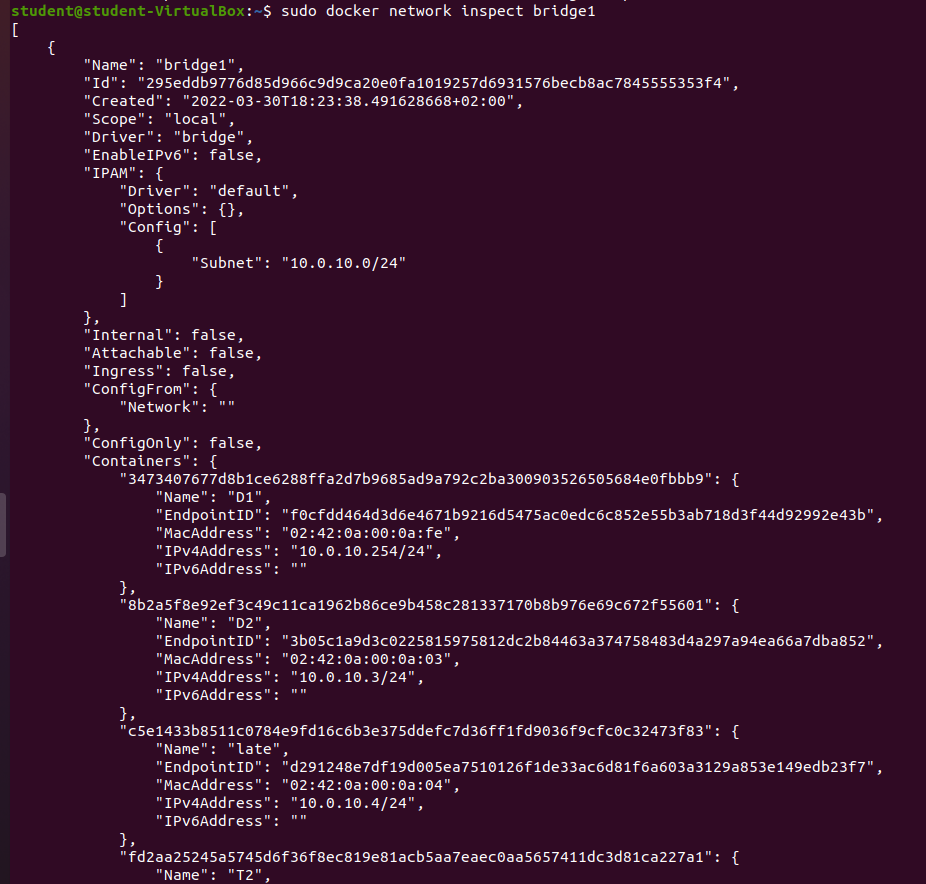 student@student-VirtualBox:~$ sudo docker network inspect bridge1
[
    {
        "Name": "bridge1",
        "Id": "295eddb9776d85d966c9d9ca20e0fa1019257d6931576becb8ac7845555353f4",
        "Created": "2022-03-30T18:23:38.491628668+02:00",
        "Scope": "local",
        "Driver": "bridge",
        "EnableIPv6": false,
        "IPAM": {
            "Driver": "default",
            "Options": {},
            "Config": [
                {
                    "Subnet": "10.0.10.0/24"
                }
            ]
        },
        "Internal": false,
        "Attachable": false,
        "Ingress": false,
        "ConfigFrom": {
            "Network": ""
        },
        "ConfigOnly": false,
        "Containers": {
            "3473407677d8b1ce6288ffa2d7b9685ad9a792c2ba300903526505684e0fbbb9": {
                "Name": "D1",
                "EndpointID": "f0cfdd464d3d6e4671b9216d5475ac0edc6c852e55b3ab718d3f44d92992e43b",
                "MacAddress": "02:42:0a:00:0a:fe",
                "IPv4Address": "10.0.10.254/24",
                "IPv6Address": ""
            },
            "8b2a5f8e92ef3c49c11ca1962b86ce9b458c281337170b8b976e69c672f55601": {
                "Name": "D2",
                "EndpointID": "3b05c1a9d3c0225815975812dc2b84463a374758483d4a297a94ea66a7dba852",
                "MacAddress": "02:42:0a:00:0a:03",
                "IPv4Address": "10.0.10.3/24",
                "IPv6Address": ""
            },
            "c5e1433b8511c0784e9fd16c6b3e375ddefc7d36ff1fd9036f9cfc0c32473f83": {
                "Name": "late",
                "EndpointID": "d291248e7df19d005ea7510126f1de33ac6d81f6a603a3129a853e149edb23f7",
                "MacAddress": "02:42:0a:00:0a:04",
                "IPv4Address": "10.0.10.4/24",
                "IPv6Address": ""
            },
            "fd2aa25245a5745d6f36f8ec819e81acb5aa7eaec0aa5657411dc3d81ca227a1": {
                "Name": "T2",